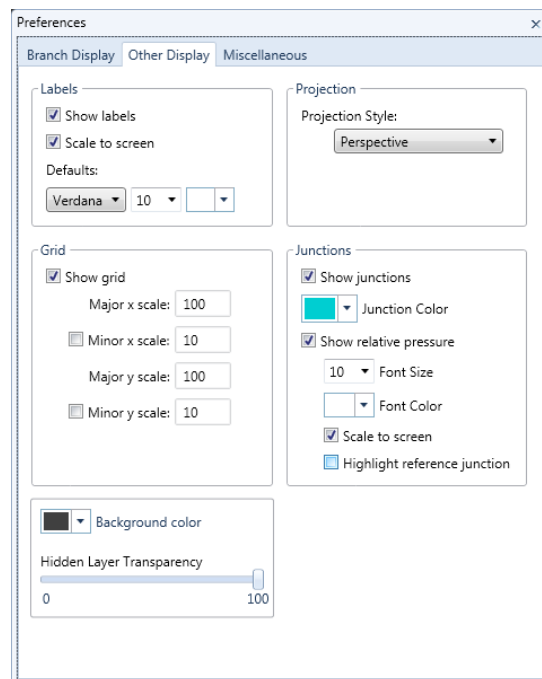 Preferences
Branch Display Other Display Miscellaneous
Labels
Show labels
Scale to screen
Defaults:
Verdana 10
Projection
Projection Style:
Perspective
Grid
Show grid
Major x scale: 100
Minor x scale: 10
Major y scale: 100
Minor y scale: 10
Junctions
Show junctions
Junction Color
Show relative pressure
10 Font Size
Font Color
Scale to screen
Highlight reference junction
Background color
Hidden Layer Transparency
0 100